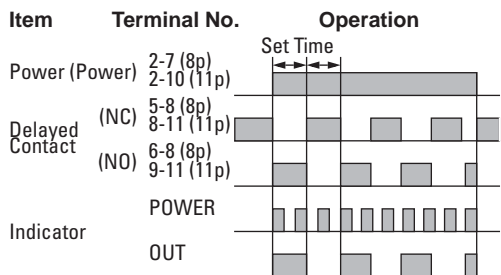 Item Terminal No. Operation
Set Time
Power (Power) 2-7 (8p)
2-10 (11p)
Delayed
Contact
(NC) 5-8 (8p)
8-11 (11p)
(NO) 6-8 (8p)
9-11 (11p)
Indicator
POWER
OUT